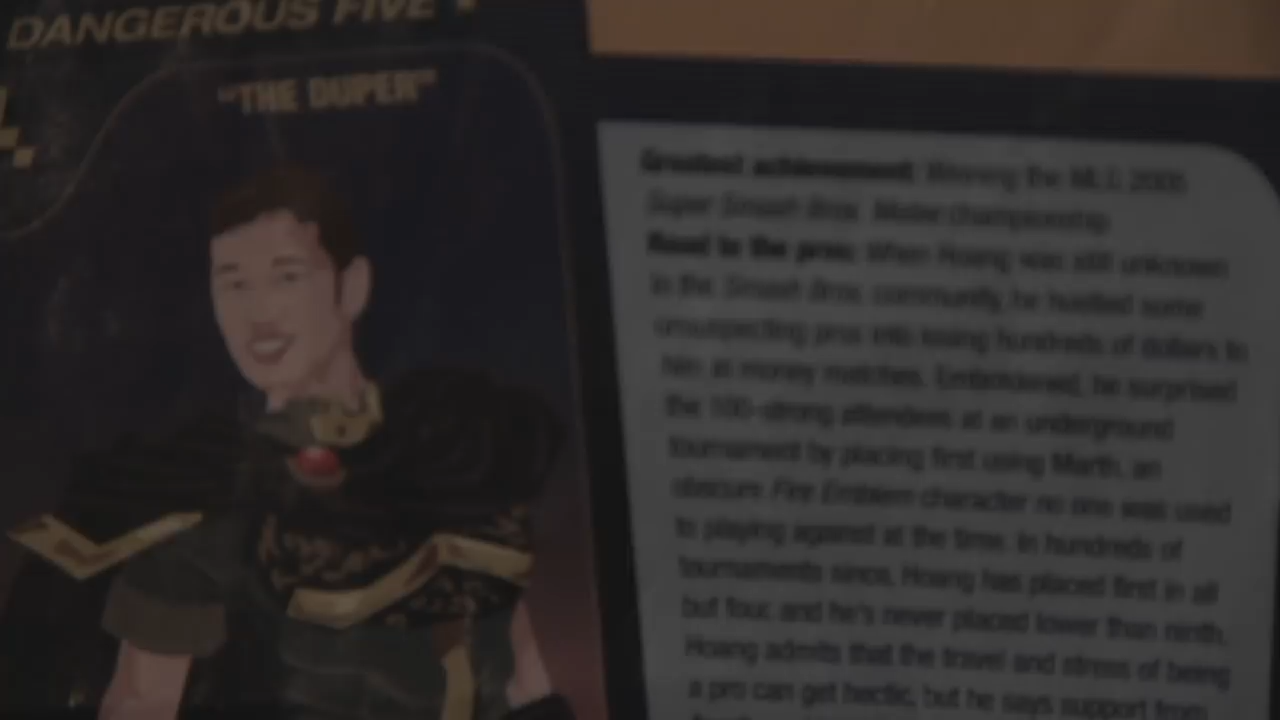 DANGEROUS FIVE
"THE DUPER"
Greatest achievement: Winning the MLG 2005
Super Smash Bros. Melee championship
Road to the pros: When Hoang was still unknown
in the Smash Bros. community, he hustled some
unsuspecting pros into losing hundreds of dollars to
him at money matches. Emboldened, he surprised
the 100-strong attendees at an underground
tournament by placing first using Marth, an
obscure Fire Emblem character no one was used
to playing against at the time. In hundreds of
tournaments since, Hoang has placed first in all
but four, and he's never placed lower than ninth.
Hoang admits that the travel and stress of being
a pro can get hectic, but he says support from